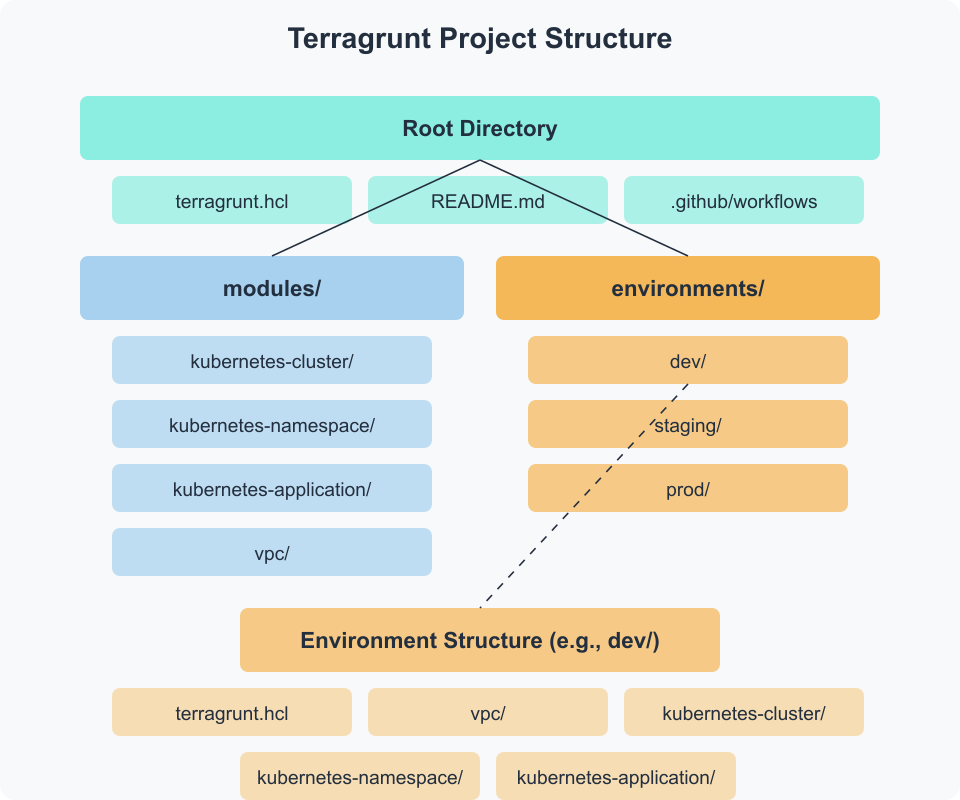 Terragrunt Project Structure
Root Directory
terragrunt.hcl
README.md
.github/workflows
modules/
environments/
kubernetes-cluster/
dev/
kubernetes-namespace/
staging/
kubernetes-application/
prod/
vpc/
Environment Structure (e.g., dev/)
terragrunt.hcl
vpc/
kubernetes-cluster/
kubernetes-namespace/
kubernetes-application/